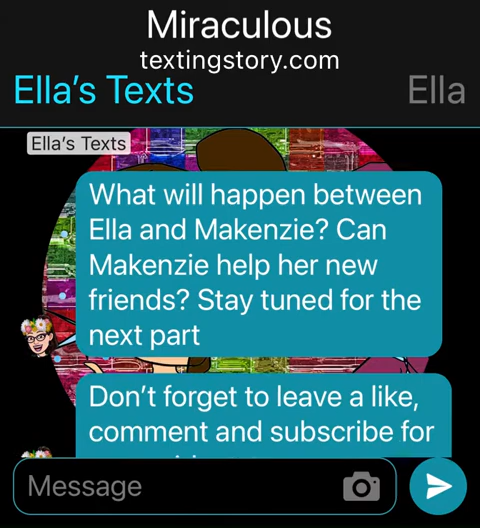 Miraculous
textingstory.com
Ella's Texts Ella
Ella's Texts
What will happen between
Ella and Makenzie? Can
Makenzie help her new
friends? Stay tuned for the
next part
Don't forget to leave a like,
comment and subscribe for
Message